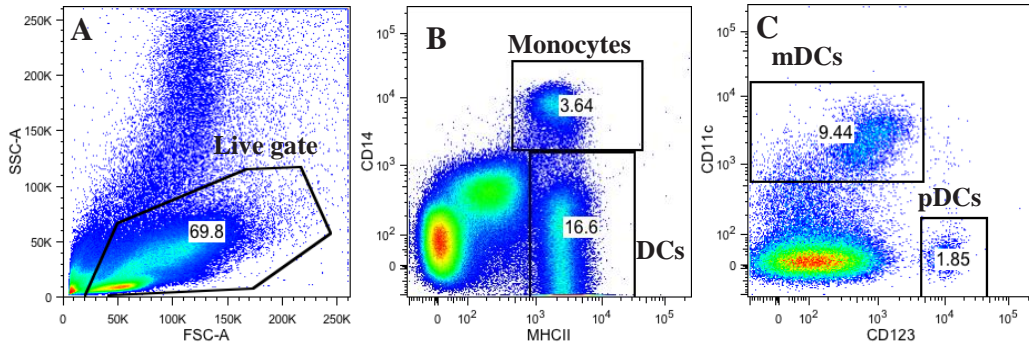 A
Live gate
69.8
SSC-A
250K
200K
150K
100K
50K
0
0
50K
100K
150K
200K
250K
FSC-A
B
Monocytes
3.64
16.6
DCs
CD14
10^5
10^4
10^3
10^2
0
0
10^2
10^3
10^4
10^5
MHCII
C
mDCs
9.44
pDCs
1.85
CD11c
10^5
10^4
10^3
10^2
0
0
10^2
10^3
10^4
10^5
CD123